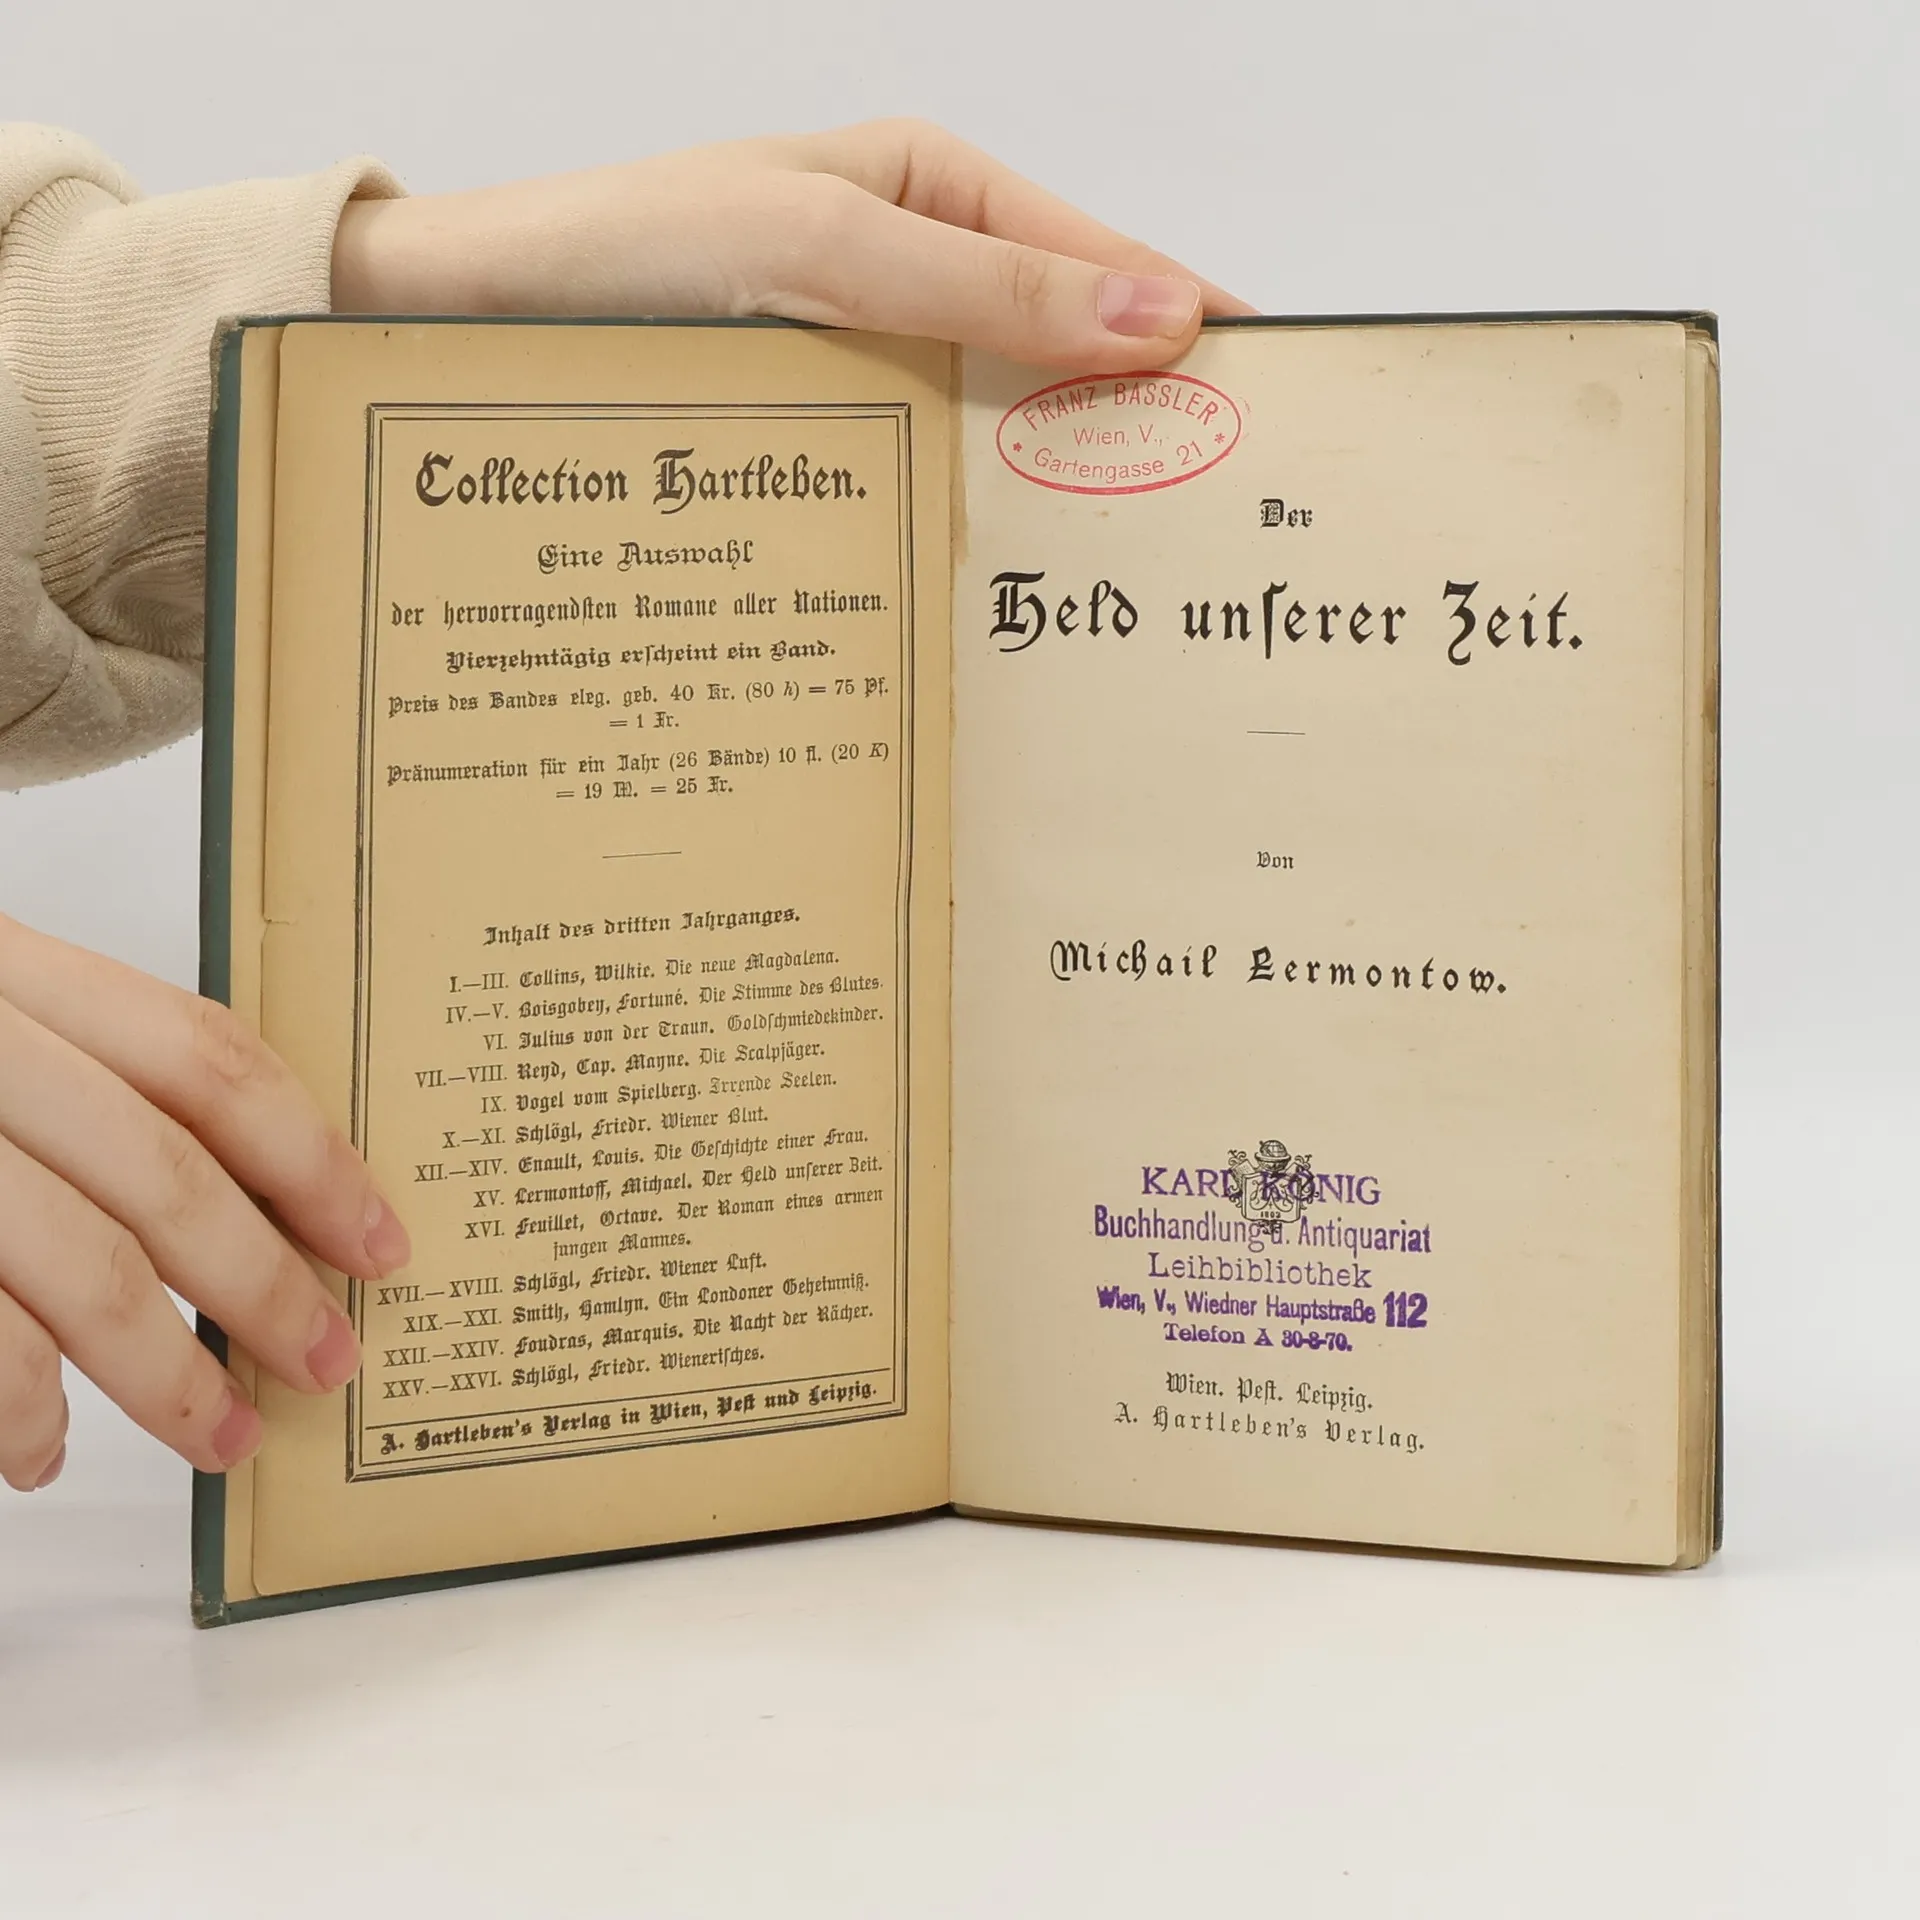 Collection Hartleben.
Eine Auswahl
der hervorragendsten Romane aller Nationen.
Vierzehntägig erscheint ein Band.
Preis des Bandes eleg. geb. 40 Kr. (80 h) = 75 Pf.
= 1 Fr.
Pränumeration für ein Jahr (26 Bände) 10 fl. (20 K)
= 19 M. = 25 Fr.
Inhalt des dritten Jahrganges.
I.—III. Collins, Wilkie. Die neue Magdalena.
IV.—V. Boisgobey, Fortuné. Die Stimme des Blutes.
VI. Julius von der Traun. Goldschmiedekinder.
VII.—VIII. Reyd, Cap. Mayne. Die Scalpjäger.
IX. Vogel vom Spielberg. Irrende Seelen.
X.—XI. Schlögl, Friedr. Wiener Blut.
XII.—XIV. Enault, Louis. Die Geschichte einer Frau.
XV. Lermontoff, Michael. Der Held unserer Zeit.
XVI. Feuillet, Octave. Der Roman eines armen
jungen Mannes.
XVII.—XVIII. Schlögl, Friedr. Wiener Luft.
XIX.—XXI. Smith, Hamlyn. Ein Londoner Geheimniß.
XXII.—XXIV. Foudras, Marquis. Die Nacht der Rächer.
XXV.—XXVI. Schlögl, Friedr. Wienerisches.
A. Hartleben's Verlag in Wien, Pest und Leipzig.
FRANZ BASSLER
Wien, V.,
* Gartengasse 21 *
Der
Held unserer Zeit.
Von
Michail Lermontow.
KARL KÖNIG
Buchhandlung u. Antiquariat
Leihbibliothek
Wien, V., Wiedner Hauptstraße 112
Telefon A 30-8-70.
Wien. Pest. Leipzig.
A. Hartleben's Verlag.